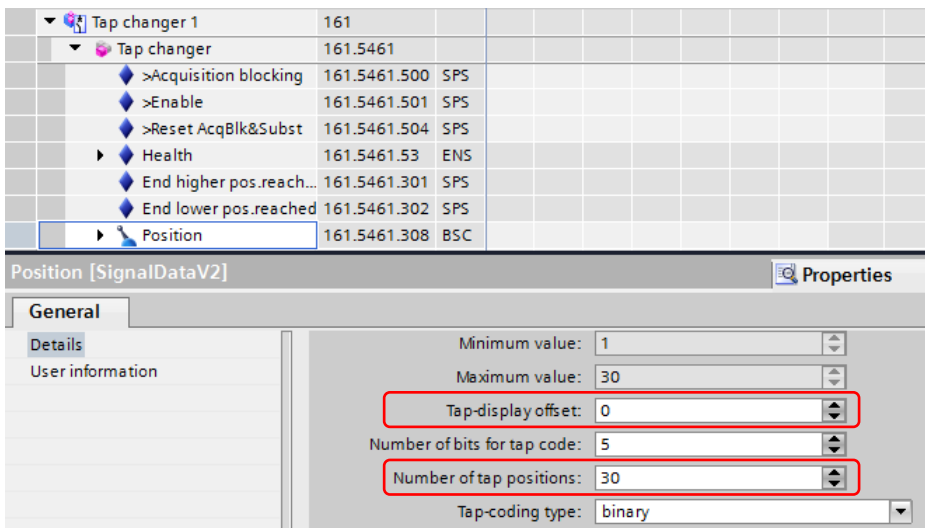 Tap changer 1 161
Tap changer 161.5461
>Acquisition blocking 161.5461.500 SPS
>Enable 161.5461.501 SPS
>Reset AcqBlk&Subst 161.5461.504 SPS
Health 161.5461.53 ENS
End higher pos.reach... 161.5461.301 SPS
End lower pos.reached 161.5461.302 SPS
Position 161.5461.308 BSC
Position [SignalDataV2] Properties
General
Details
User information
Minimum value: 1
Maximum value: 30
Tap-display offset: 0
Number of bits for tap code: 5
Number of tap positions: 30
Tap-coding type: binary